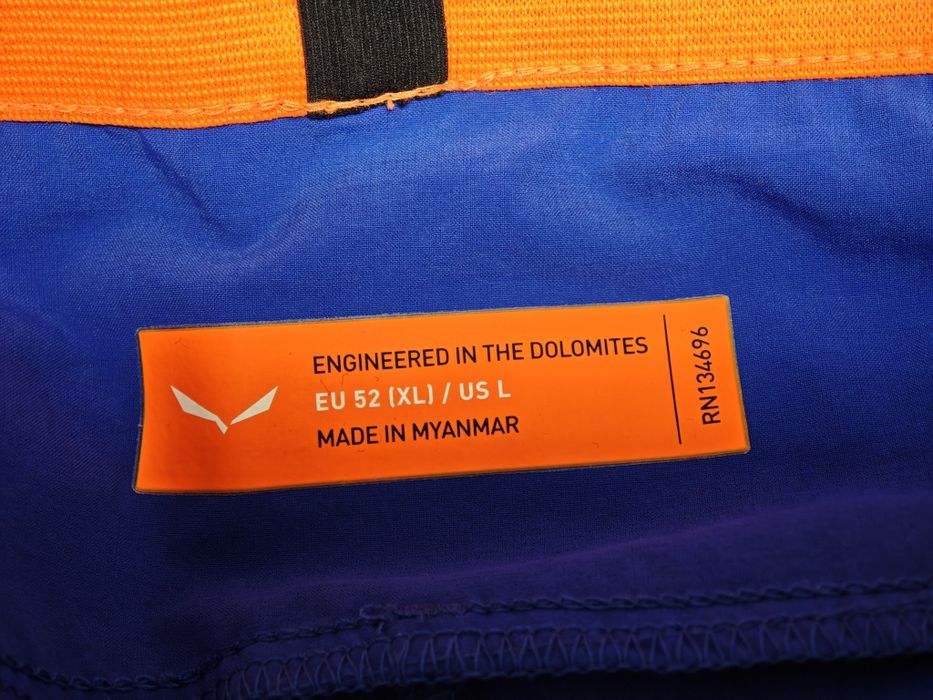 ENGINEERED IN THE DOLOMITES
EU 52 (XL) / US L
MADE IN MYANMAR
RN134696